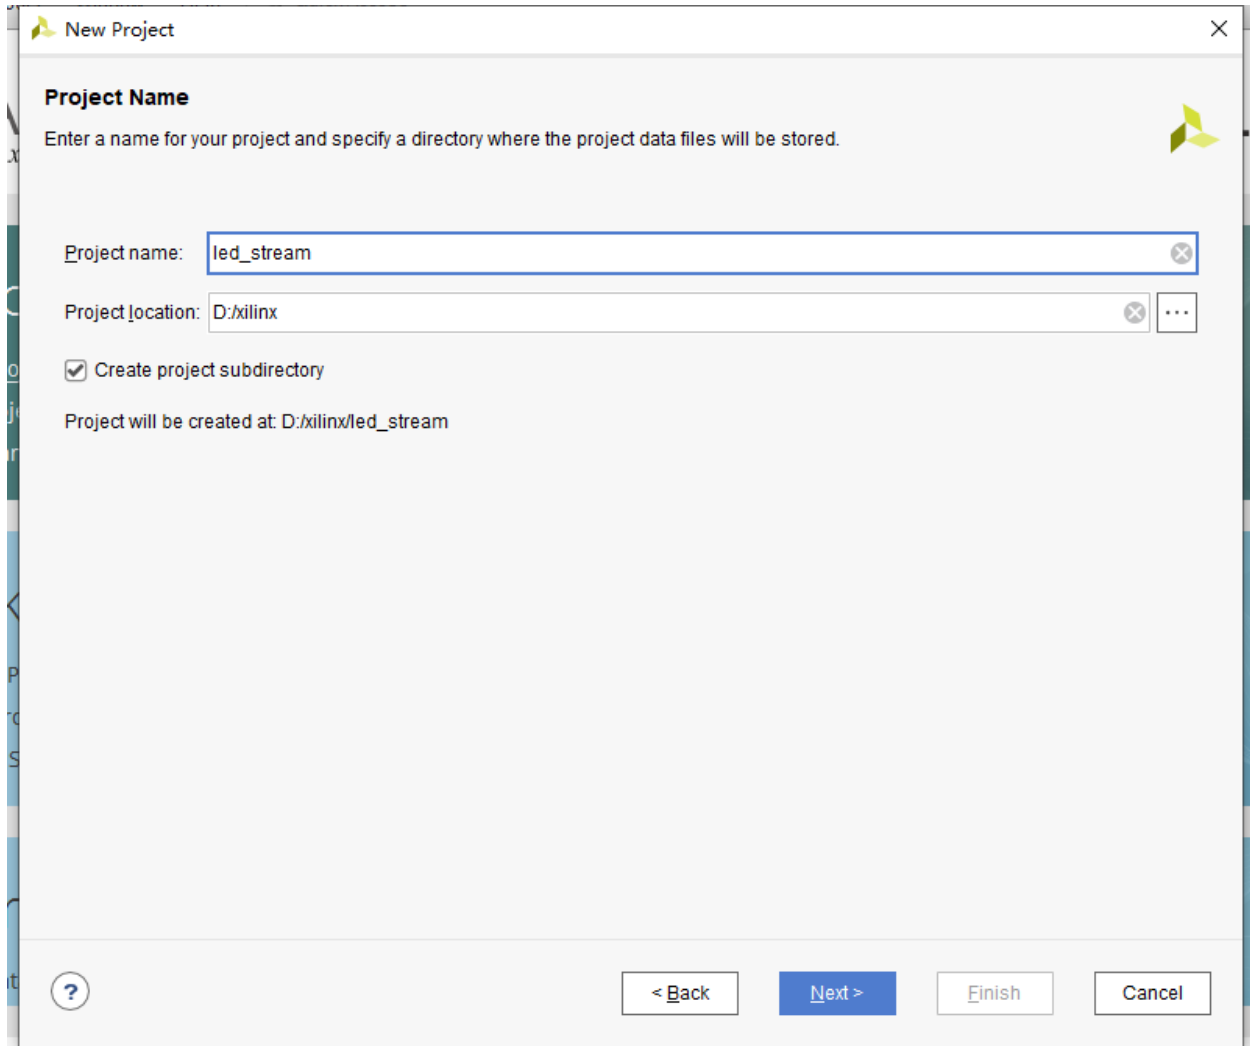 New Project
Project Name
Enter a name for your project and specify a directory where the project data files will be stored.
Project name: led_stream
Project location: D:/xilinx ...
Create project subdirectory
Project will be created at: D:/xilinx/led_stream
? < Back Next > Finish Cancel